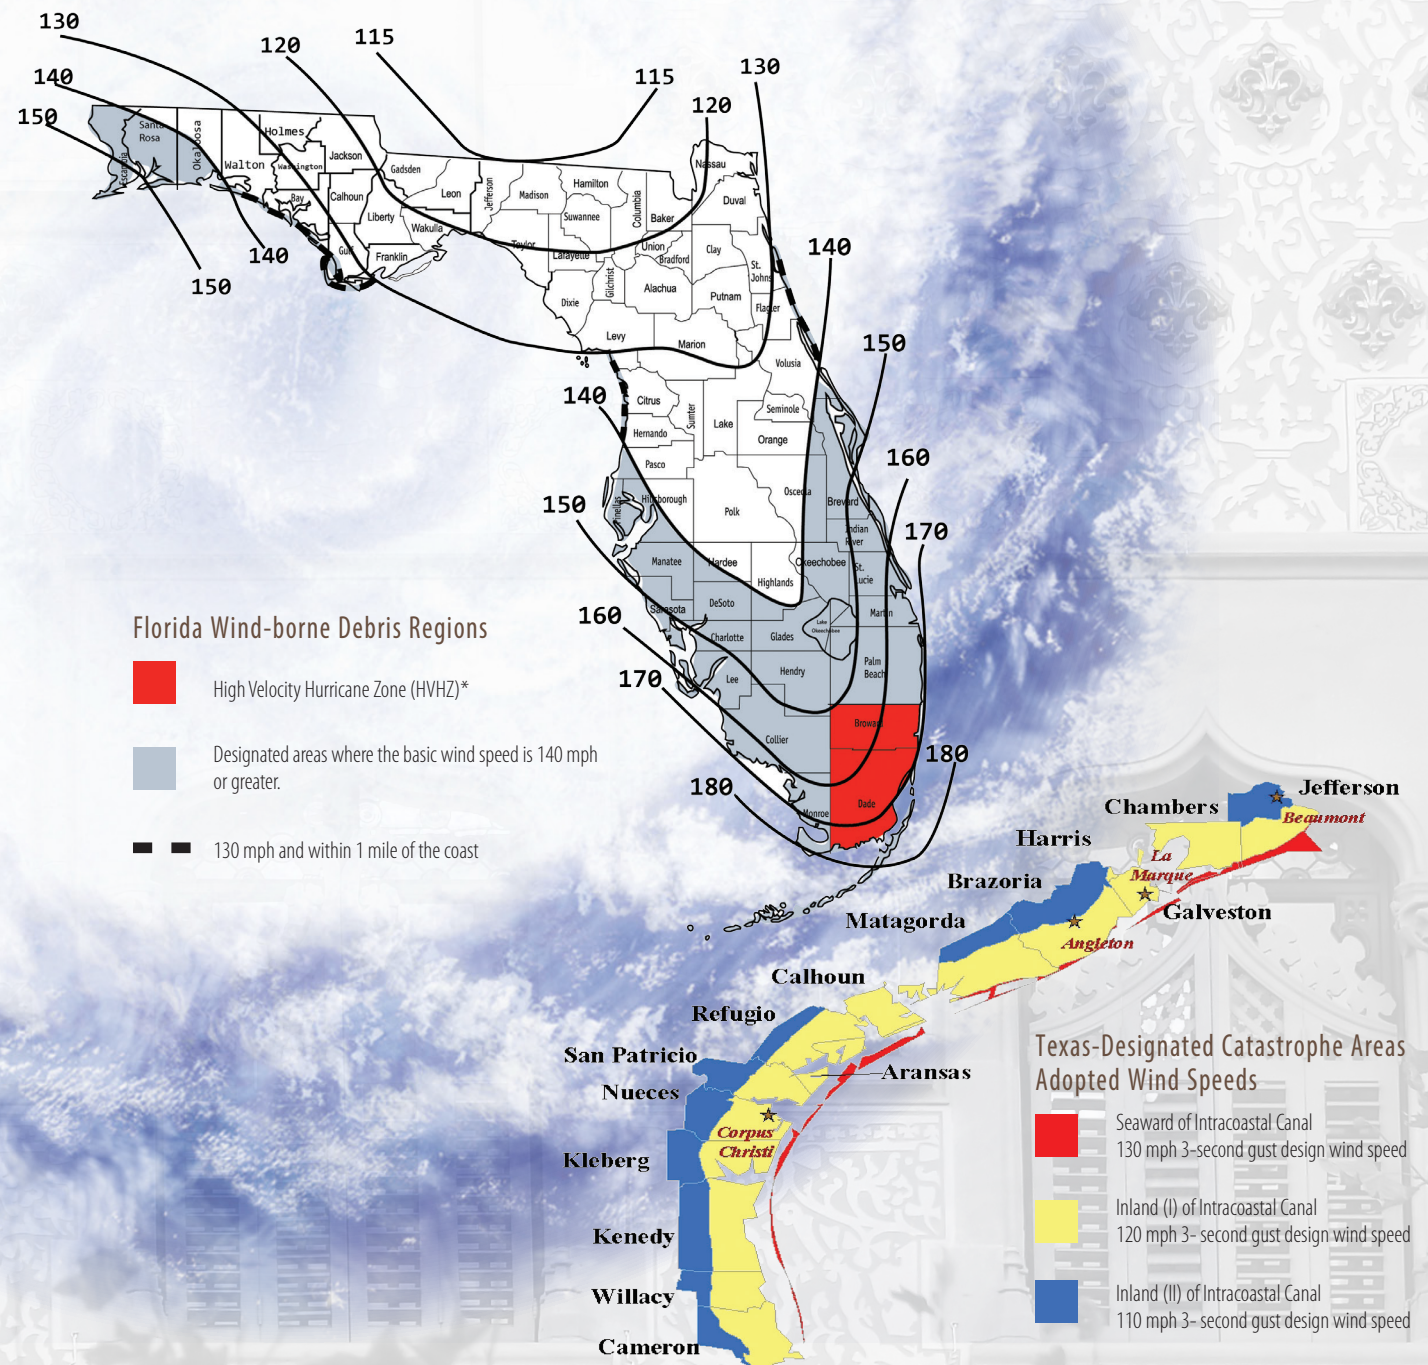 130
120
115
140
115
130
150
120
Santa
Rosa
Escambia
Okaloosa
Walton
Holmes
Washington
Jackson
Bay
Calhoun
Gulf
Liberty
Gadsden
Leon
Wakulla
Franklin
Jefferson
Madison
Taylor
Hamilton
Suwannee
Lafayette
Columbia
Baker
Nassau
Duval
Union
Bradford
Clay
St.
Johns
Dixie
Gilchrist
Alachua
Putnam
Flagler
150
140
140
Levy
Marion
Volusia
150
140
Citrus
Sumter
Lake
Seminole
Hernando
Orange
Pasco
160
Pinellas
Hillsborough
Polk
Osceola
Brevard
150
Indian
River
170
Manatee
Hardee
Highlands
Okeechobee
St.
Lucie
Sarasota
DeSoto
Martin
160
Charlotte
Glades
Lake
Okeechobee
170
Lee
Hendry
Palm
Beach
Collier
Broward
180
180
Monroe
Dade
Florida Wind-borne Debris Regions
High Velocity Hurricane Zone (HVHZ)*
Designated areas where the basic wind speed is 140 mph
or greater.
130 mph and within 1 mile of the coast
Jefferson
Chambers
Beaumont
Harris
La
Marque
Brazoria
Galveston
Matagorda
Angleton
Calhoun
Refugio
San Patricio
Aransas
Nueces
Corpus
Christi
Kleberg
Kenedy
Willacy
Cameron
Texas-Designated Catastrophe Areas
Adopted Wind Speeds
Seaward of Intracoastal Canal
130 mph 3-second gust design wind speed
Inland (I) of Intracoastal Canal
120 mph 3- second gust design wind speed
Inland (II) of Intracoastal Canal
110 mph 3- second gust design wind speed